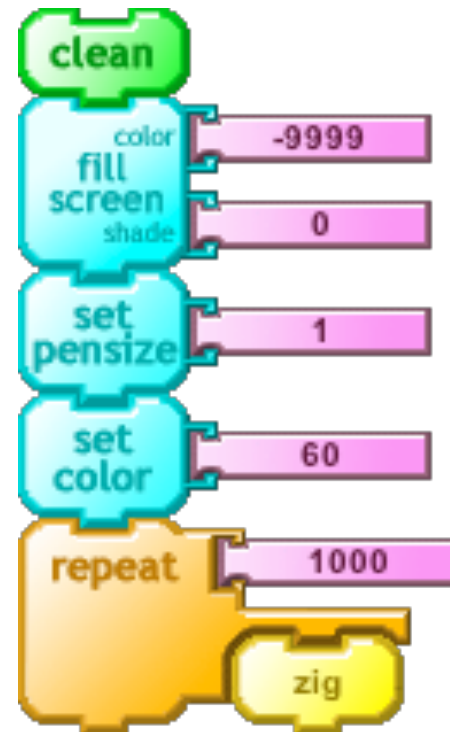 clean
color -9999
fill
screen
shade 0
set
pensize 1
set
color 60
repeat 1000
zig